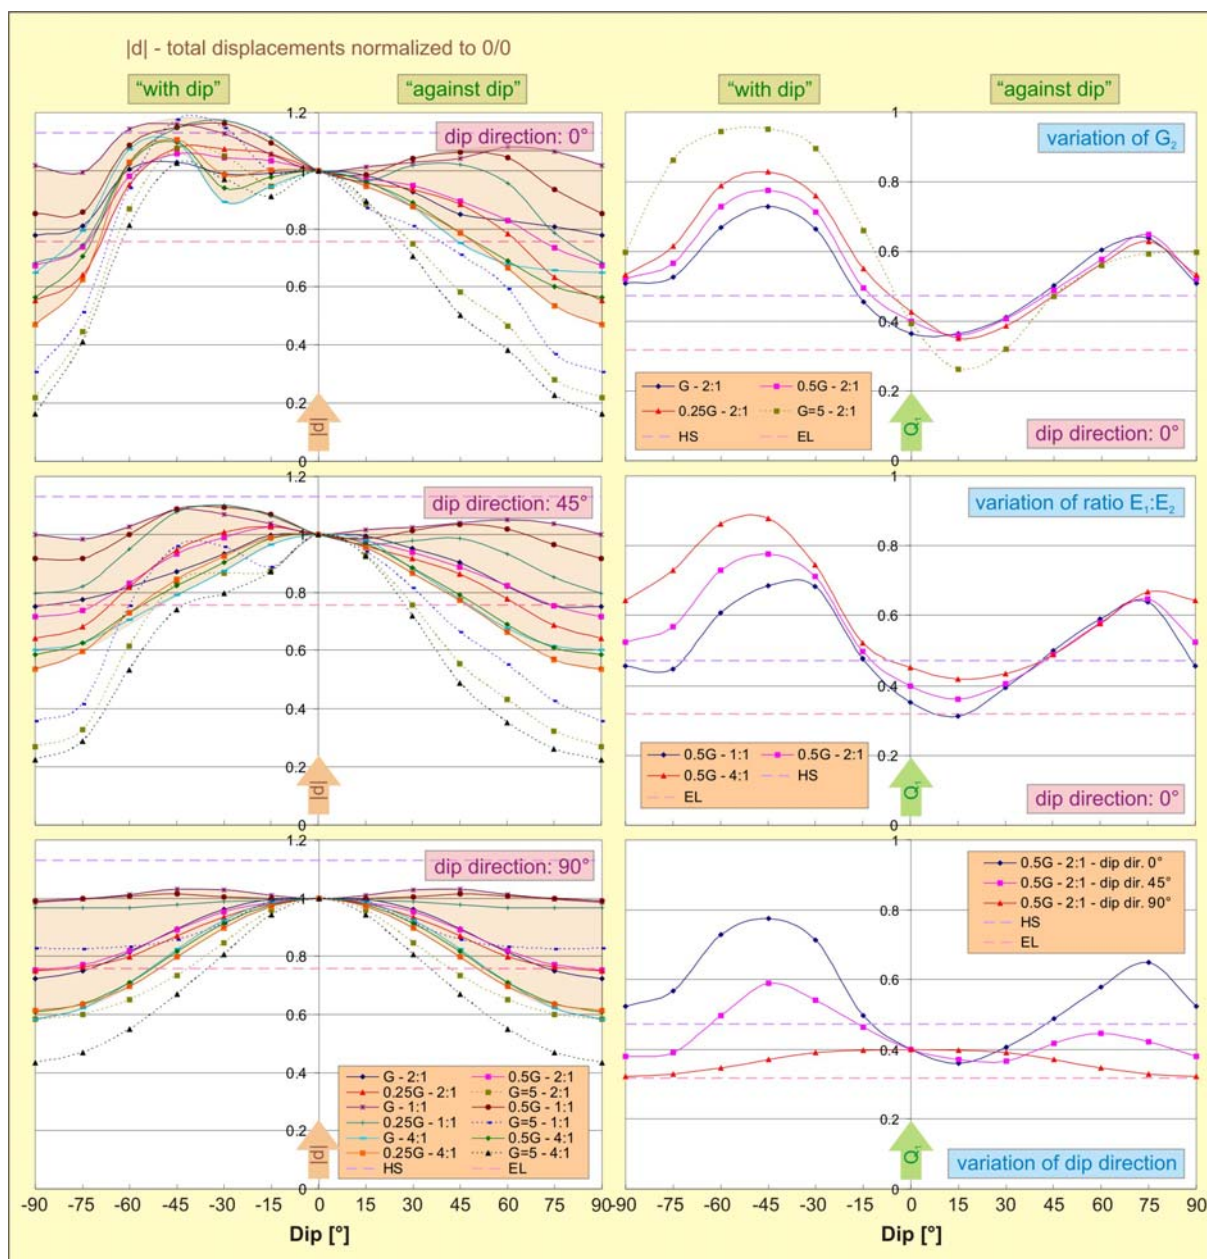 |d| - total displacements normalized to 0/0
“with dip”
“against dip”
“with dip”
“against dip”
1.2
1
0.8
0.6
0.4
0.2
0
dip direction: 0°
|d|
1
0.8
0.6
0.4
0.2
0
variation of G2
G - 2:1
0.5G - 2:1
0.25G - 2:1
G=5 - 2:1
HS
EL
Q1
dip direction: 0°
1.2
1
0.8
0.6
0.4
0.2
0
dip direction: 45°
|d|
1
0.8
0.6
0.4
0.2
0
variation of ratio E1:E2
0.5G - 1:1
0.5G - 2:1
0.5G - 4:1
HS
EL
Q1
dip direction: 0°
1.2
1
0.8
0.6
0.4
0.2
0
dip direction: 90°
G - 2:1
0.5G - 2:1
0.25G - 2:1
G=5 - 2:1
G - 1:1
0.5G - 1:1
0.25G - 1:1
G=5 - 1:1
G - 4:1
0.5G - 4:1
0.25G - 4:1
G=5 - 4:1
HS
EL
|d|
-90 -75 -60 -45 -30 -15 0 15 30 45 60 75 90
Dip [°]
1
0.8
0.6
0.4
0.2
0
0.5G - 2:1 - dip dir. 0°
0.5G - 2:1 - dip dir. 45°
0.5G - 2:1 - dip dir. 90°
HS
EL
Q1
variation of dip direction
-90 -75 -60 -45 -30 -15 0 15 30 45 60 75 90
Dip [°]